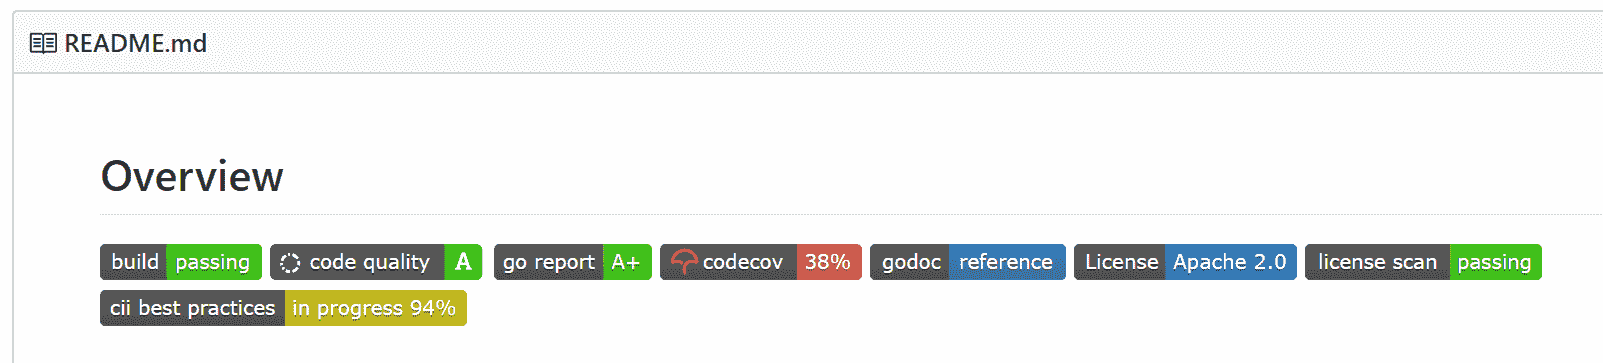 README.md
Overview
build passing code quality A go report A+ codecov 38% godoc reference License Apache 2.0 license scan passing
cii best practices in progress 94%